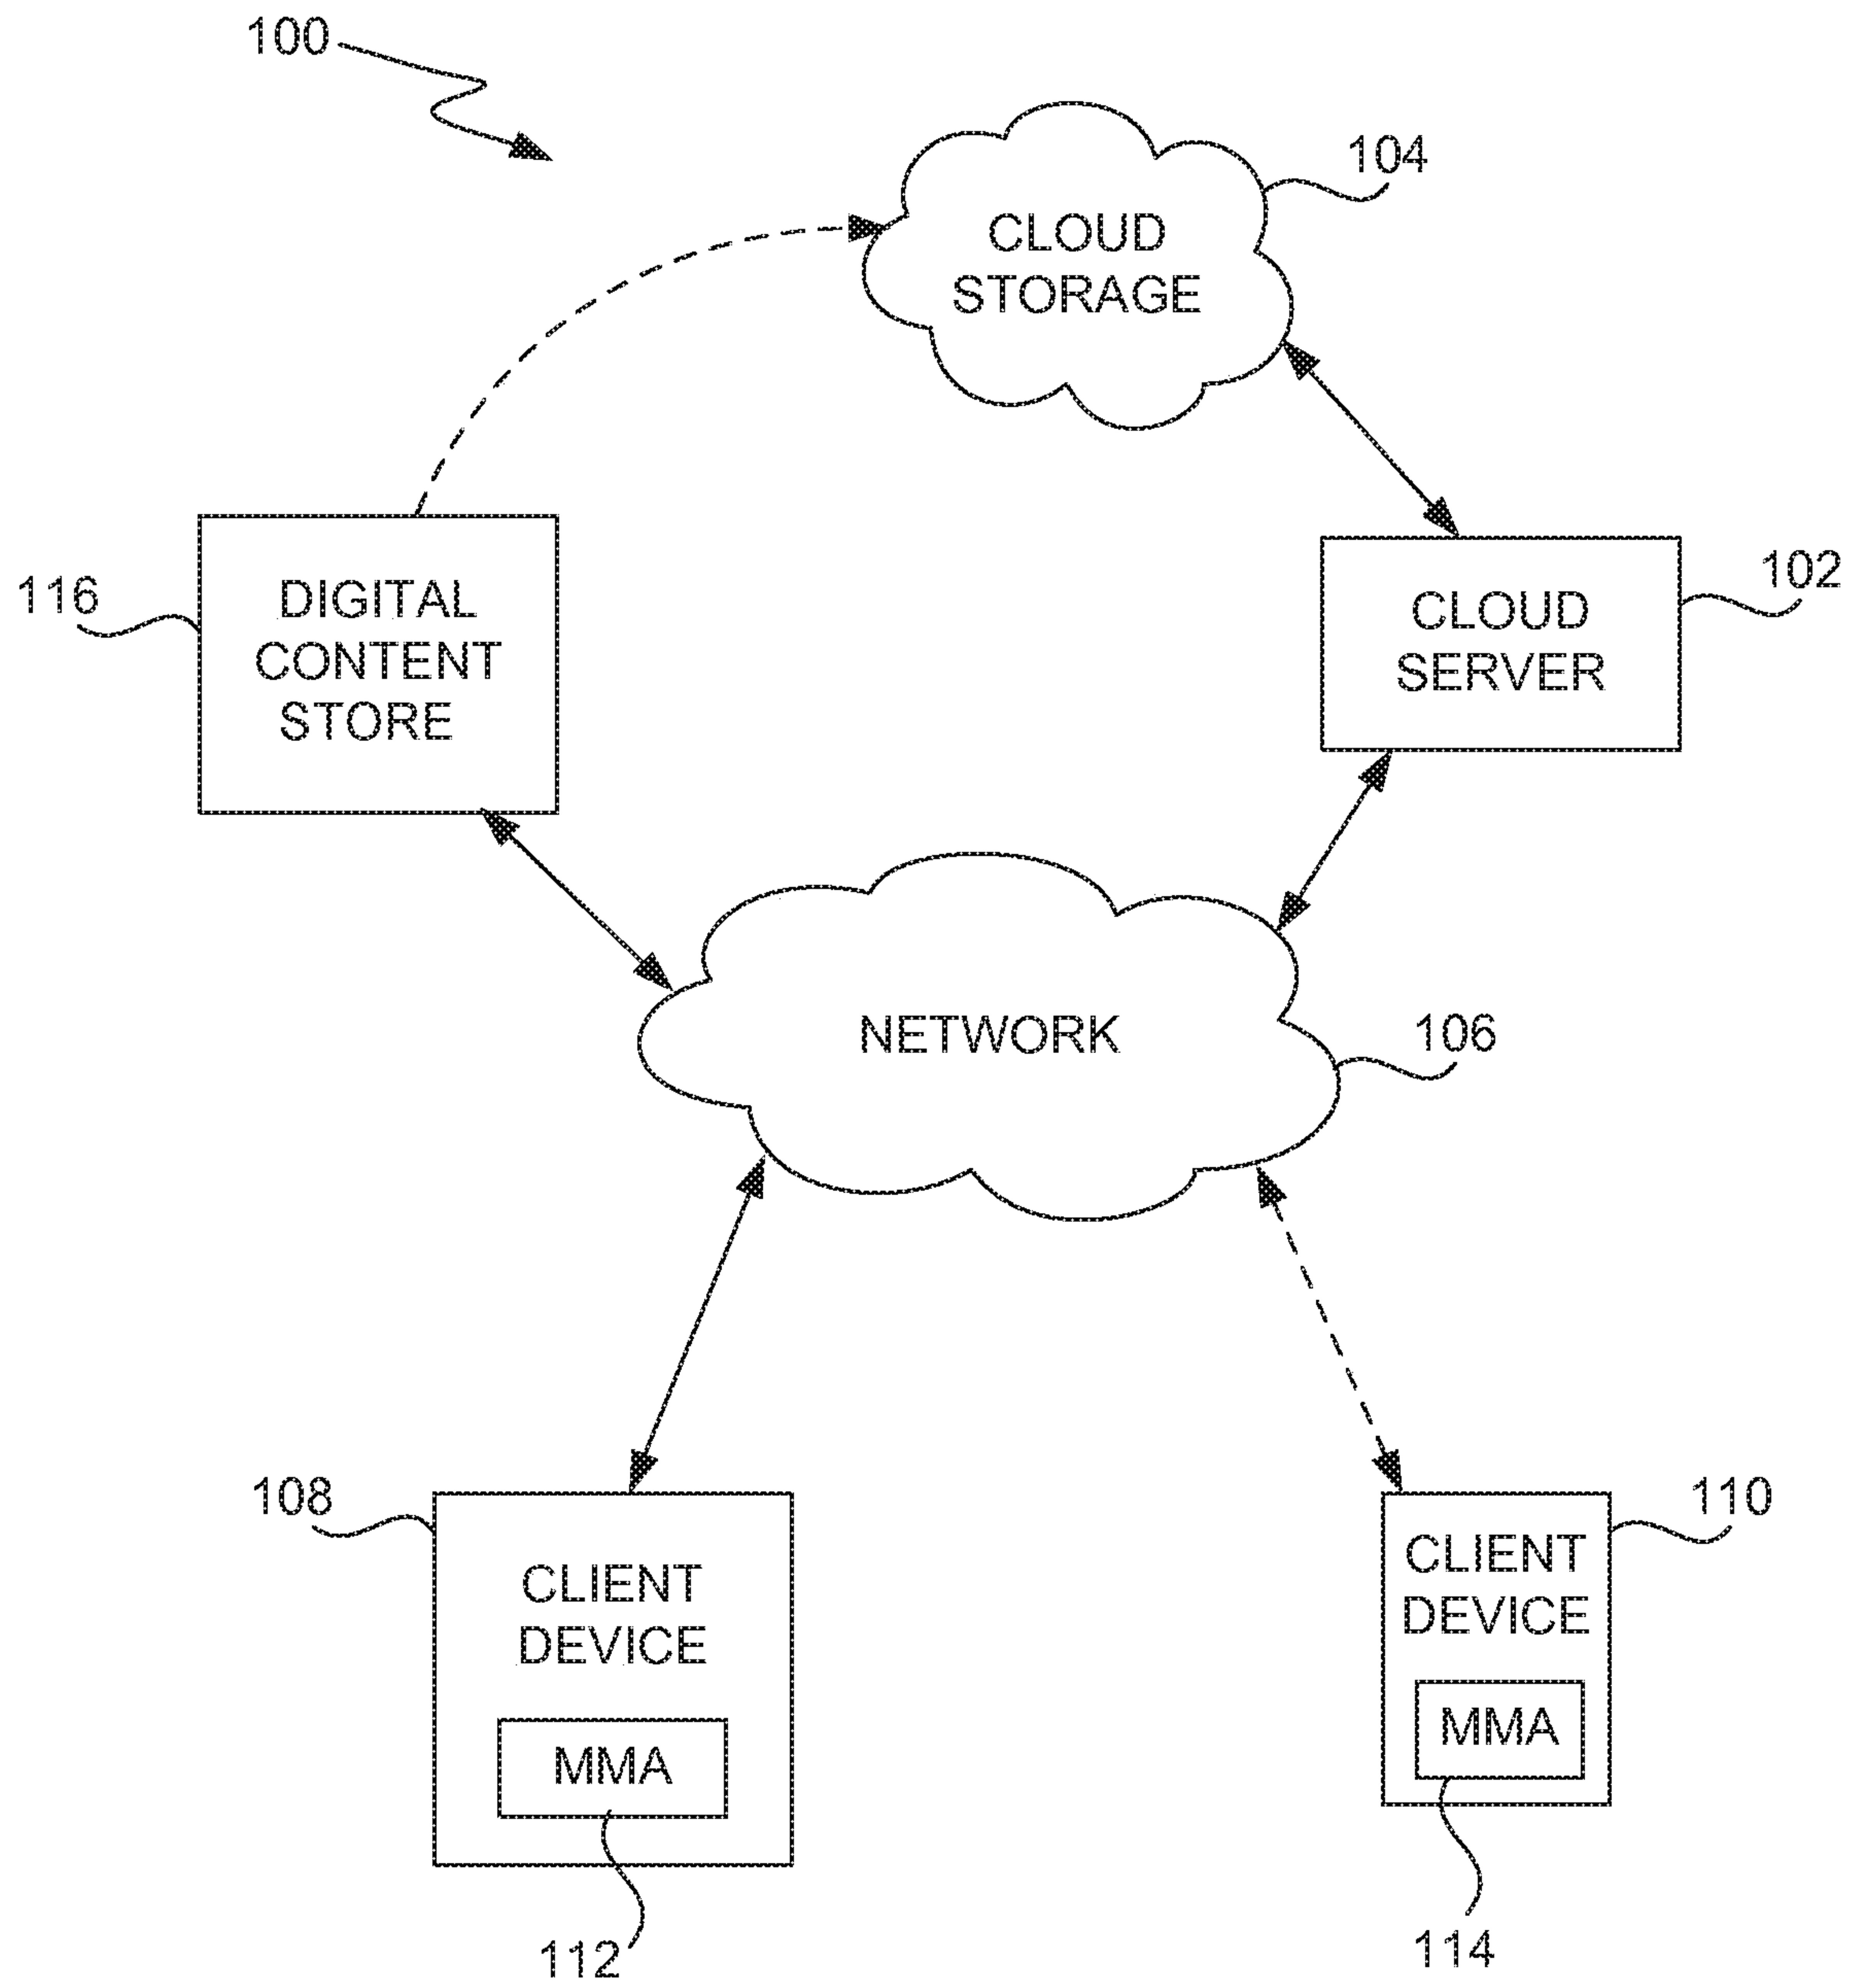 100
104
CLOUD
STORAGE
116
DIGITAL
CONTENT
STORE
102
CLOUD
SERVER
NETWORK
106
108
CLIENT
DEVICE
MMA
112
110
CLIENT
DEVICE
MMA
114